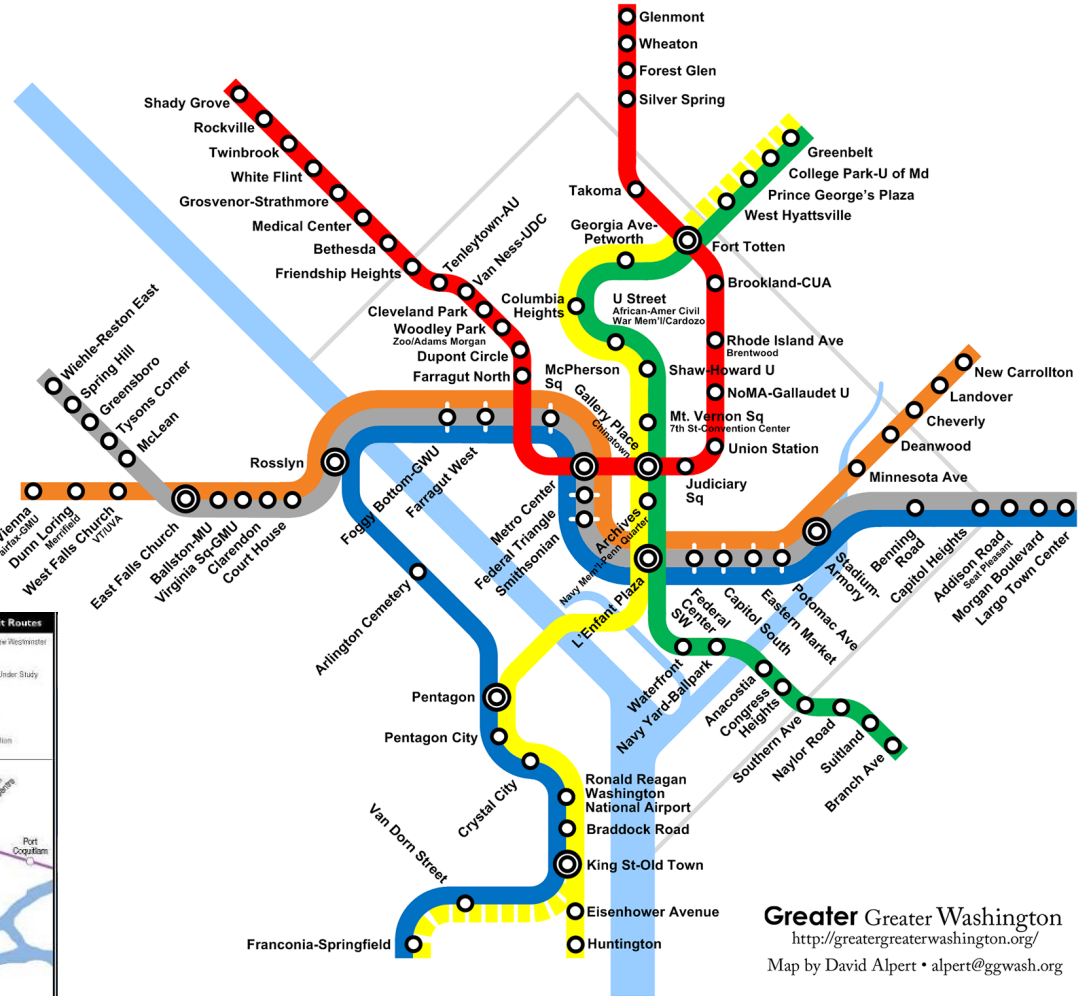 Glenmont
Wheaton
Forest Glen
Silver Spring
Takoma
Shady Grove
Rockville
Twinbrook
White Flint
Grosvenor-Strathmore
Medical Center
Bethesda
Friendship Heights
Tenleytown-AU
Van Ness-UDC
Cleveland Park
Woodley Park
Zoo/Adams Morgan
Dupont Circle
Farragut North
Greenbelt
College Park-U of Md
Prince George's Plaza
West Hyattsville
Fort Totten
Georgia Ave-
Petworth
Columbia
Heights
U Street
African-Amer Civil
War Mem'l/Cardozo
Shaw-Howard U
Mt. Vernon Sq
7th St-Convention Center
Brookland-CUA
Rhode Island Ave
Brentwood
NoMA-Gallaudet U
Union Station
Judiciary
Sq
McPherson
Sq
Gallery Place
Chinatown
New Carrollton
Landover
Cheverly
Deanwood
Minnesota Ave
Wiehle-Reston East
Spring Hill
Greensboro
Tysons Corner
McLean
Rosslyn
Vienna
airfax-GMU
Dunn Loring
Merrifield
West Falls Church
VT/UVA
East Falls Church
Ballston-MU
Virginia Sq-GMU
Clarendon
Court House
Foggy Bottom-GWU
Farragut West
Metro Center
Federal Triangle
Smithsonian
Archives
Navy Mem'l-Penn Quarter
L'Enfant Plaza
Federal
Center
SW
Capitol South
Eastern Market
Potomac Ave
Stadium-
Armory
Benning
Road
Capitol Heights
Addison Road
Seat Pleasant
Morgan Boulevard
Largo Town Center
Waterfront
Navy Yard-Ballpark
Anacostia
Congress
Heights
Southern Ave
Naylor Road
Suitland
Branch Ave
Arlington Cemetery
Pentagon
Pentagon City
Crystal City
Ronald Reagan
Washington
National Airport
Braddock Road
King St-Old Town
Van Dorn Street
Franconia-Springfield
Eisenhower Avenue
Huntington
t Routes
ew Westminster
Under Study
Port
Coquitlam
Greater Greater Washington
http://greatergreaterwashington.org/
Map by David Alpert • alpert@ggwash.org